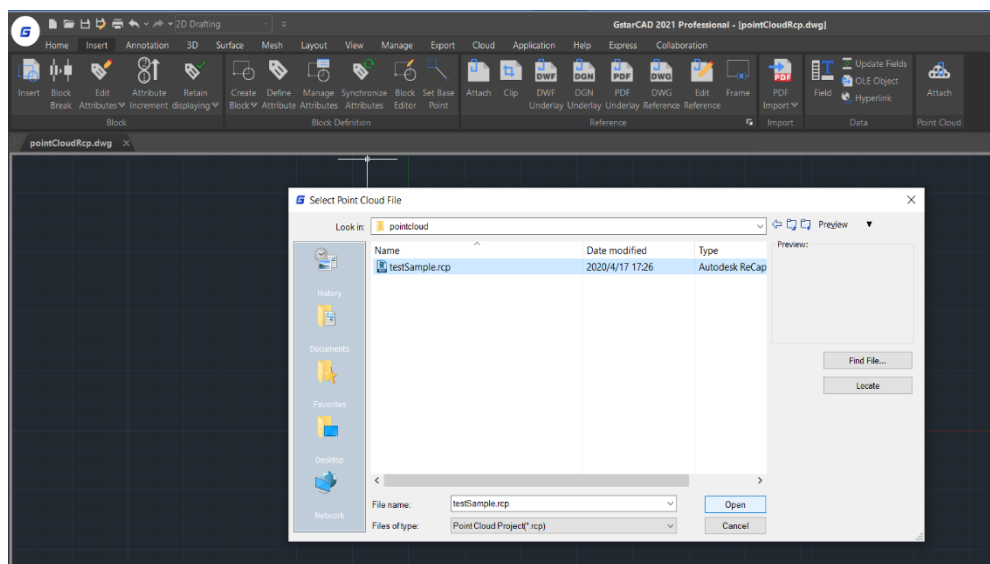 2D Drafting
GstarCAD 2021 Professional - [pointCloudRcp.dwg]
Home Insert Annotation 3D Surface Mesh Layout View Manage Export Cloud Application Help Express Collaboration
Insert Block Break Edit Attributes Attribute Increment Retain displaying Create Block Define Attribute Manage Attributes Synchronize Attributes Block Editor Set Base Point Attach Clip DWF Underlay DGN Underlay PDF Underlay DWG Reference Edit Reference Frame PDF Import Field Update Fields OLE Object Hyperlink Attach
Block Block Definition Reference Import Data Point Cloud
pointCloudRcp.dwg
Select Point Cloud File
Look in: pointcloud Preview
Name Date modified Type Preview:
testSample.rcp 2020/4/17 17:26 Autodesk ReCap
History
Documents
Find File...
Locate
Favorites
Desktop
Network
File name: testSample.rcp Open
Files of type: Point Cloud Project(*.rcp) Cancel